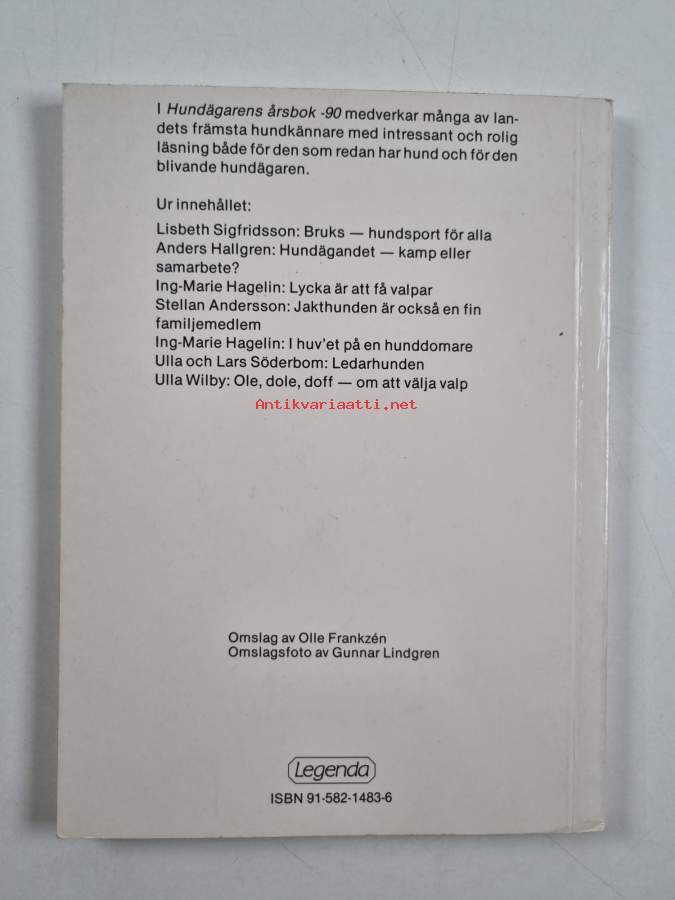 I Hundägarens årsbok -90 medverkar många av lan-
dets främsta hundkännare med intressant och rolig
läsning både för den som redan har hund och för den
blivande hundägaren.
Ur innehållet:
Lisbeth Sigfridsson: Bruks — hundsport för alla
Anders Hallgren: Hundägandet — kamp eller
samarbete?
Ing-Marie Hagelin: Lycka är att få valpar
Stellan Andersson: Jakthunden är också en fin
familjemedlem
Ing-Marie Hagelin: I huv'et på en hunddomare
Ulla och Lars Söderbom: Ledarhunden
Ulla Wilby: Ole, dole, doff — om att välja valp
Antikvariaatti.net
Omslag av Olle Frankzén
Omslagsfoto av Gunnar Lindgren
Legenda
ISBN 91-582-1483-6